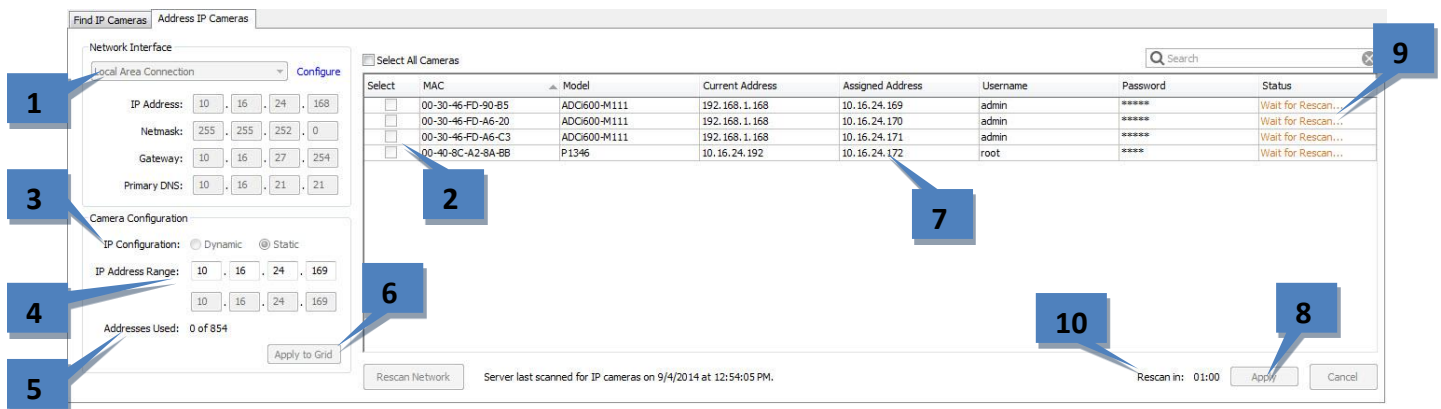 Find IP Cameras Address IP Cameras
Network Interface
Local Area Connection Configure
IP Address: 10 . 16 . 24 . 168
Netmask: 255 . 255 . 252 . 0
Gateway: 10 . 16 . 27 . 254
Primary DNS: 10 . 16 . 21 . 21
Camera Configuration
IP Configuration: Dynamic Static
IP Address Range: 10 . 16 . 24 . 169
10 . 16 . 24 . 169
Addresses Used: 0 of 854
Apply to Grid
Select All Cameras Search
Select MAC Model Current Address Assigned Address Username Password Status
00-30-46-FD-90-B5 ADCi600-M111 192.168.1.168 10.16.24.169 admin ***** Wait for Rescan...
00-30-46-FD-A6-20 ADCi600-M111 192.168.1.168 10.16.24.170 admin ***** Wait for Rescan...
00-30-46-FD-A6-C3 ADCi600-M111 192.168.1.168 10.16.24.171 admin ***** Wait for Rescan...
00-40-8C-A2-8A-BB P1346 10.16.24.192 10.16.24.172 root **** Wait for Rescan...
Rescan Network Server last scanned for IP cameras on 9/4/2014 at 12:54:05 PM. Rescan in: 01:00 Apply Cancel
1
2
3
4
5
6
7
8
9
10